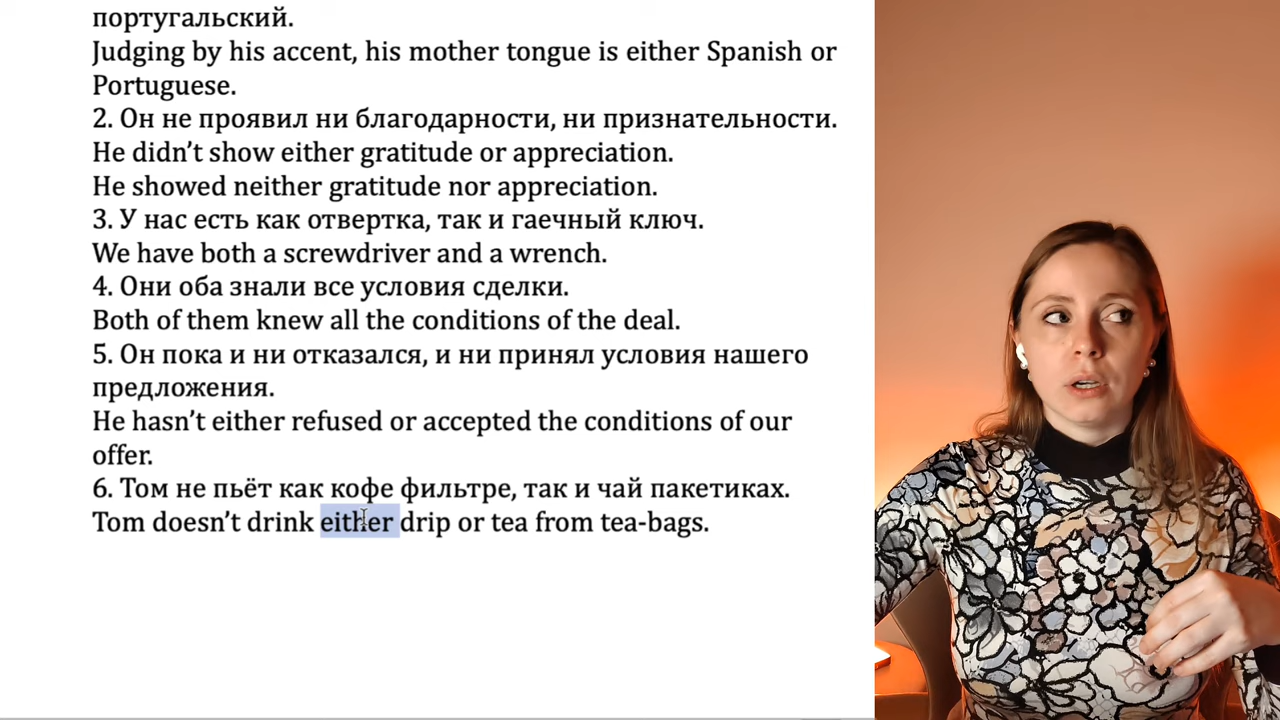 португальский.
Judging by his accent, his mother tongue is either Spanish or
Portuguese.
2. Он не проявил ни благодарности, ни признательности.
He didn’t show either gratitude or appreciation.
He showed neither gratitude nor appreciation.
3. У нас есть как отвертка, так и гаечный ключ.
We have both a screwdriver and a wrench.
4. Они оба знали все условия сделки.
Both of them knew all the conditions of the deal.
5. Он пока и ни отказался, и ни принял условия нашего
предложения.
He hasn’t either refused or accepted the conditions of our
offer.
6. Том не пьёт как кофе фильтре, так и чай пакетиках.
Tom doesn’t drink either drip or tea from tea-bags.